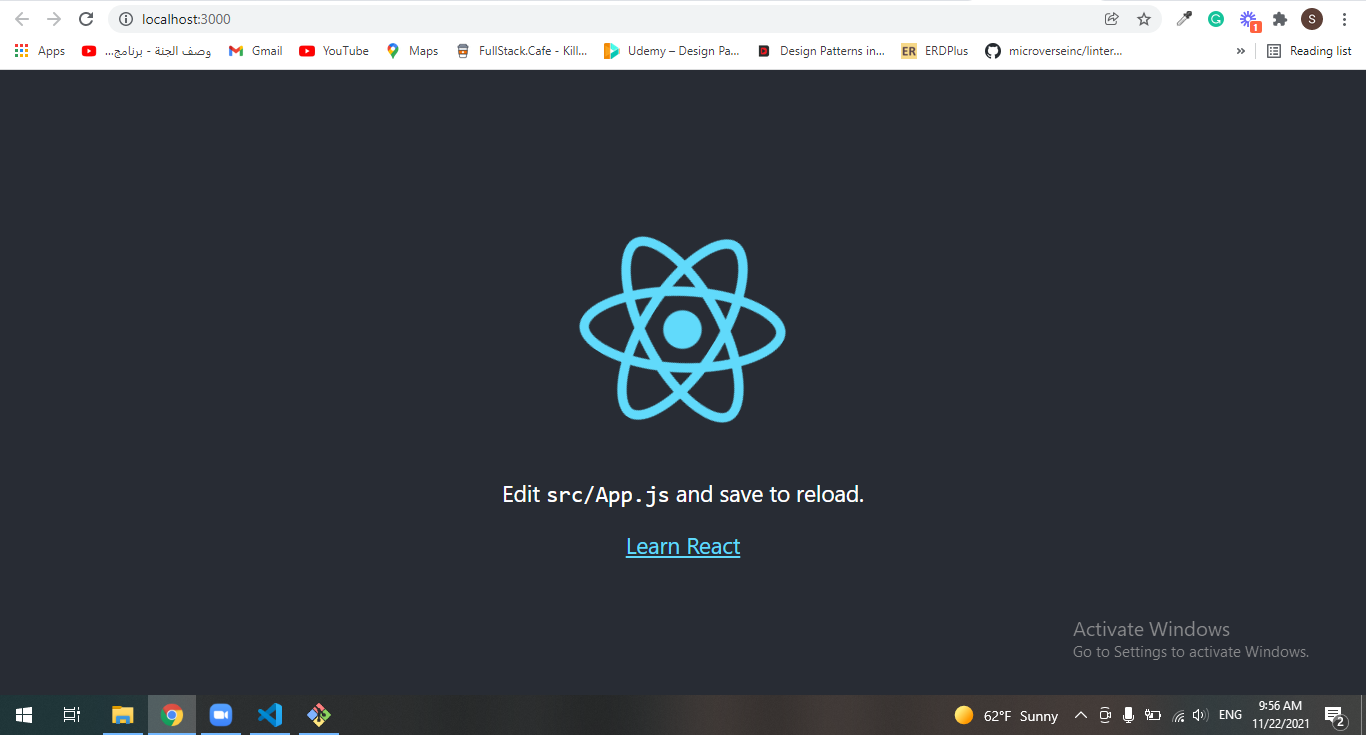 localhost:3000
S
1
Apps
وصف الجنة - برنامج...
Gmail
YouTube
Maps
FullStack.Cafe - Kill...
Udemy – Design Pa...
Design Patterns in...
ER
ERDPlus
microverseinc/linter...
»
Reading list
Edit src/App.js and save to reload.
Learn React
Activate Windows
Go to Settings to activate Windows.
62°F Sunny
ENG
9:56 AM
11/22/2021
2